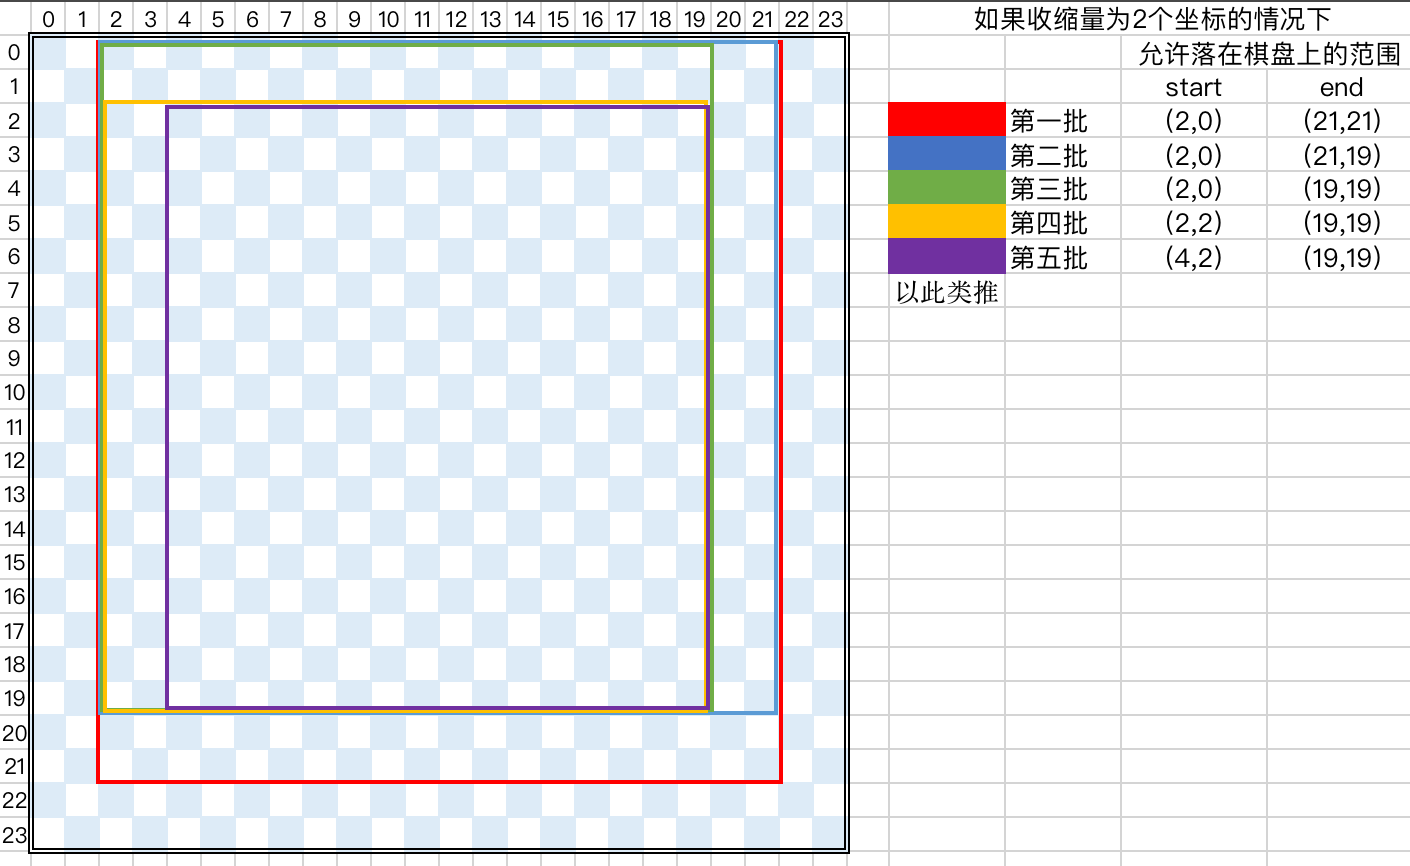 0 1 2 3 4 5 6 7 8 9 10 11 12 13 14 15 16 17 18 19 20 21 22 23 如果收缩量为2个坐标的情况下
0 允许落在棋盘上的范围
1 start end
2 第一批 (2,0) (21,21)
3 第二批 (2,0) (21,19)
4 第三批 (2,0) (19,19)
5 第四批 (2,2) (19,19)
6 第五批 (4,2) (19,19)
7 以此类推
8
9
10
11
12
13
14
15
16
17
18
19
20
21
22
23